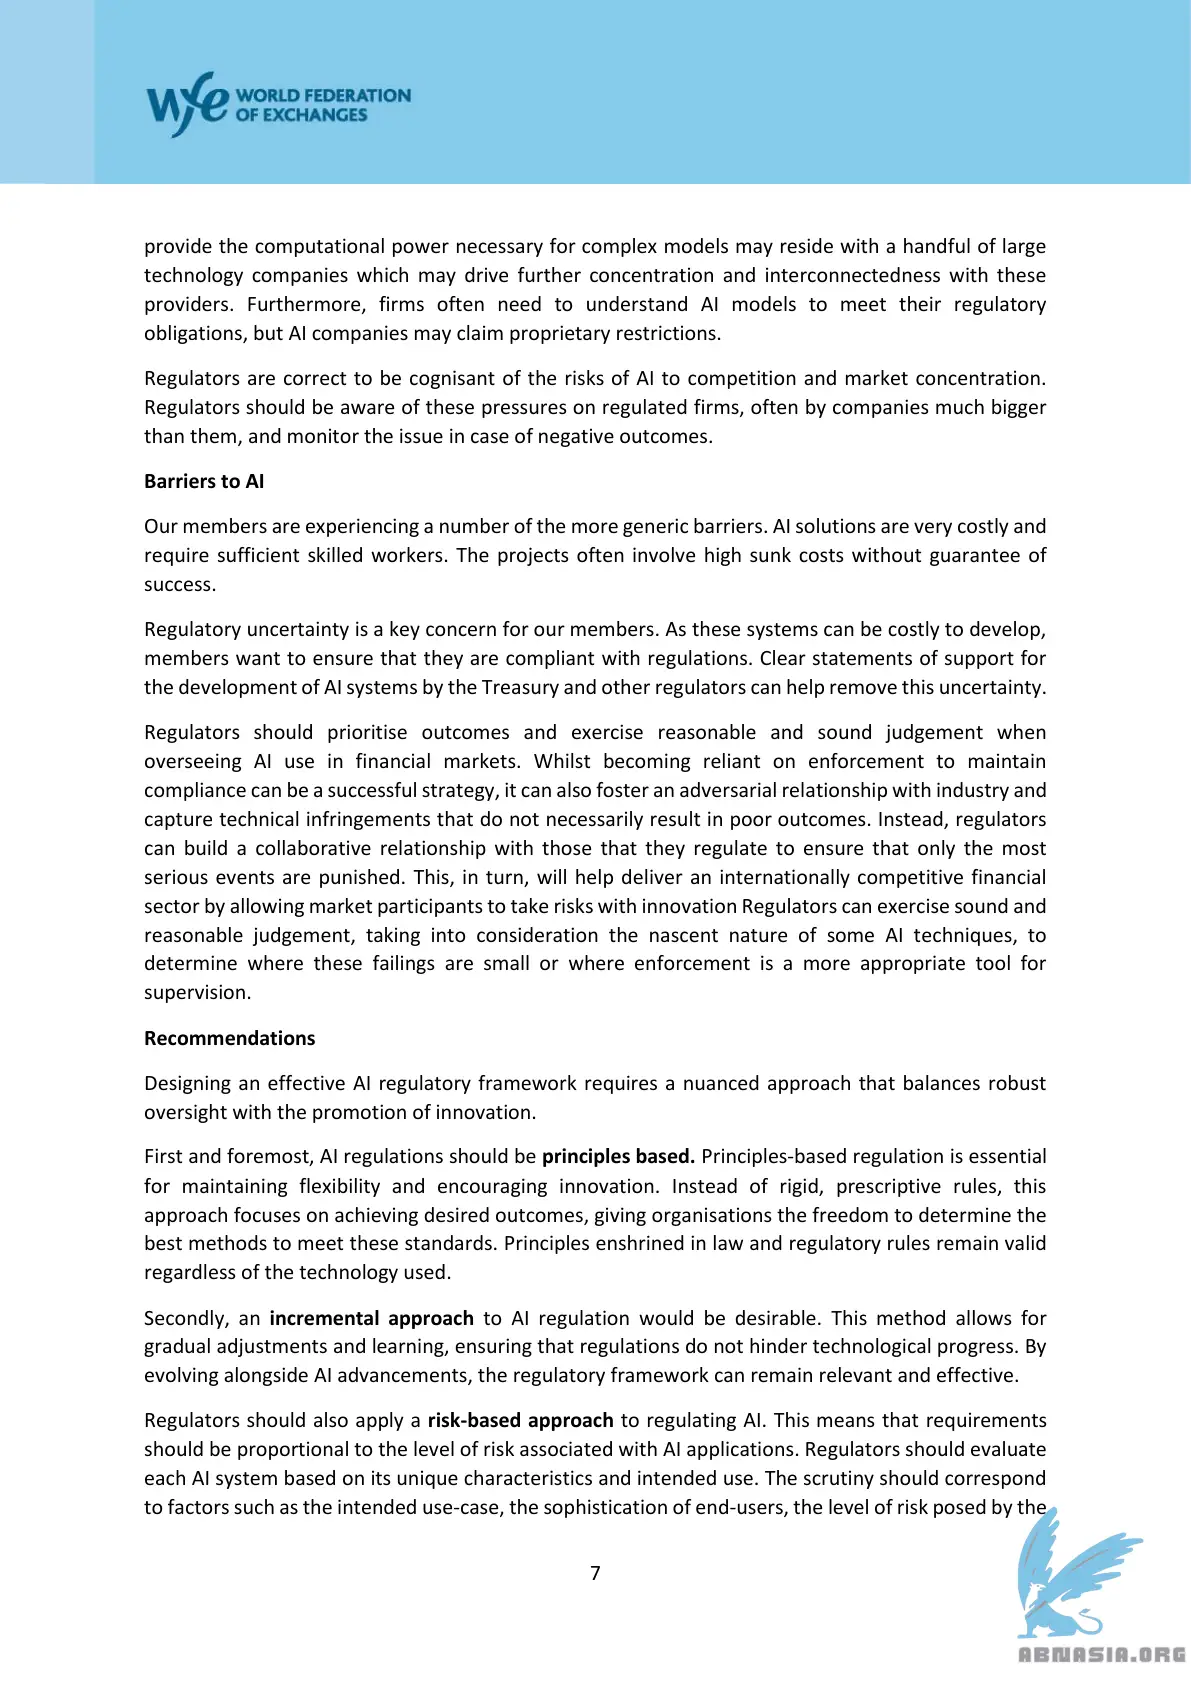 wfe WORLD FEDERATION
OF EXCHANGES
provide the computational power necessary for complex models may reside with a handful of large
technology companies which may drive further concentration and interconnectedness with these
providers. Furthermore, firms often need to understand AI models to meet their regulatory
obligations, but AI companies may claim proprietary restrictions.
Regulators are correct to be cognisant of the risks of AI to competition and market concentration.
Regulators should be aware of these pressures on regulated firms, often by companies much bigger
than them, and monitor the issue in case of negative outcomes.
Barriers to AI
Our members are experiencing a number of the more generic barriers. AI solutions are very costly and
require sufficient skilled workers. The projects often involve high sunk costs without guarantee of
success.
Regulatory uncertainty is a key concern for our members. As these systems can be costly to develop,
members want to ensure that they are compliant with regulations. Clear statements of support for
the development of AI systems by the Treasury and other regulators can help remove this uncertainty.
Regulators should prioritise outcomes and exercise reasonable and sound judgement when
overseeing AI use in financial markets. Whilst becoming reliant on enforcement to maintain
compliance can be a successful strategy, it can also foster an adversarial relationship with industry and
capture technical infringements that do not necessarily result in poor outcomes. Instead, regulators
can build a collaborative relationship with those that they regulate to ensure that only the most
serious events are punished. This, in turn, will help deliver an internationally competitive financial
sector by allowing market participants to take risks with innovation Regulators can exercise sound and
reasonable judgement, taking into consideration the nascent nature of some AI techniques, to
determine where these failings are small or where enforcement is a more appropriate tool for
supervision.
Recommendations
Designing an effective AI regulatory framework requires a nuanced approach that balances robust
oversight with the promotion of innovation.
First and foremost, AI regulations should be principles based. Principles-based regulation is essential
for maintaining flexibility and encouraging innovation. Instead of rigid, prescriptive rules, this
approach focuses on achieving desired outcomes, giving organisations the freedom to determine the
best methods to meet these standards. Principles enshrined in law and regulatory rules remain valid
regardless of the technology used.
Secondly, an incremental approach to AI regulation would be desirable. This method allows for
gradual adjustments and learning, ensuring that regulations do not hinder technological progress. By
evolving alongside AI advancements, the regulatory framework can remain relevant and effective.
Regulators should also apply a risk-based approach to regulating AI. This means that requirements
should be proportional to the level of risk associated with AI applications. Regulators should evaluate
each AI system based on its unique characteristics and intended use. The scrutiny should correspond
to factors such as the intended use-case, the sophistication of end-users, the level of risk posed by the
7
ABNASIA.ORG